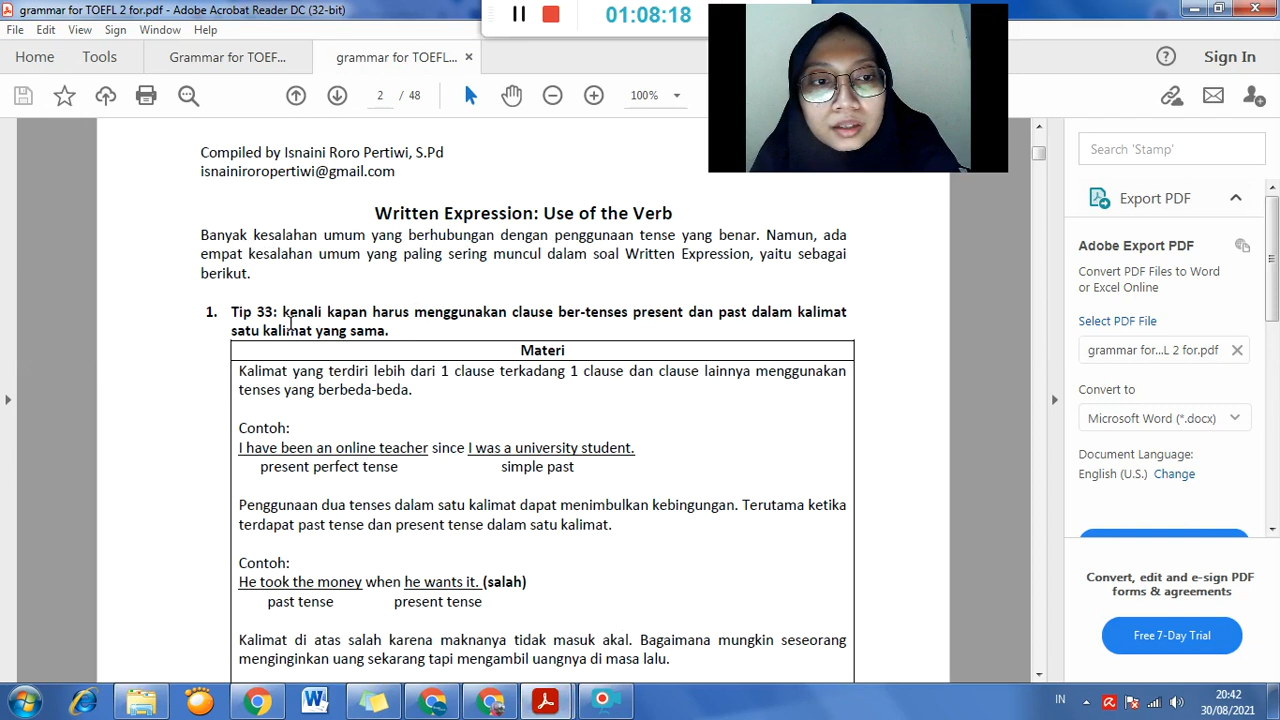 grammar for TOEFL 2 for.pdf - Adobe Acrobat Reader DC (32-bit)
01:08:18
File Edit View Sign Window Help
Home Tools Grammar for TOEF... grammar for TOEFL... × Sign In
2 / 48 100%
Compiled by Isnaini Roro Pertiwi, S.Pd
isnainiroropertiwi@gmail.com
Written Expression: Use of the Verb
Banyak kesalahan umum yang berhubungan dengan penggunaan tense yang benar. Namun, ada
empat kesalahan umum yang paling sering muncul dalam soal Written Expression, yaitu sebagai
berikut.
1. Tip 33: kenali kapan harus menggunakan clause ber-tenses present dan past dalam kalimat
satu kalimat yang sama.
Materi
Kalimat yang terdiri lebih dari 1 clause terkadang 1 clause dan clause lainnya menggunakan
tenses yang berbeda-beda.
Contoh:
I have been an online teacher since I was a university student.
present perfect tense simple past
Penggunaan dua tenses dalam satu kalimat dapat menimbulkan kebingungan. Terutama ketika
terdapat past tense dan present tense dalam satu kalimat.
Contoh:
He took the money when he wants it. (salah)
past tense present tense
Kalimat di atas salah karena maknanya tidak masuk akal. Bagaimana mungkin seseorang
menginginkan uang sekarang tapi mengambil uangnya di masa lalu.
Search 'Stamp'
Export PDF
Adobe Export PDF
Convert PDF Files to Word
or Excel Online
Select PDF File
grammar for...L 2 for.pdf ×
Convert to
Microsoft Word (*.docx)
Document Language:
English (U.S.) Change
Convert, edit and e-sign PDF
forms & agreements
Free 7-Day Trial
IN
20:42
30/08/2021